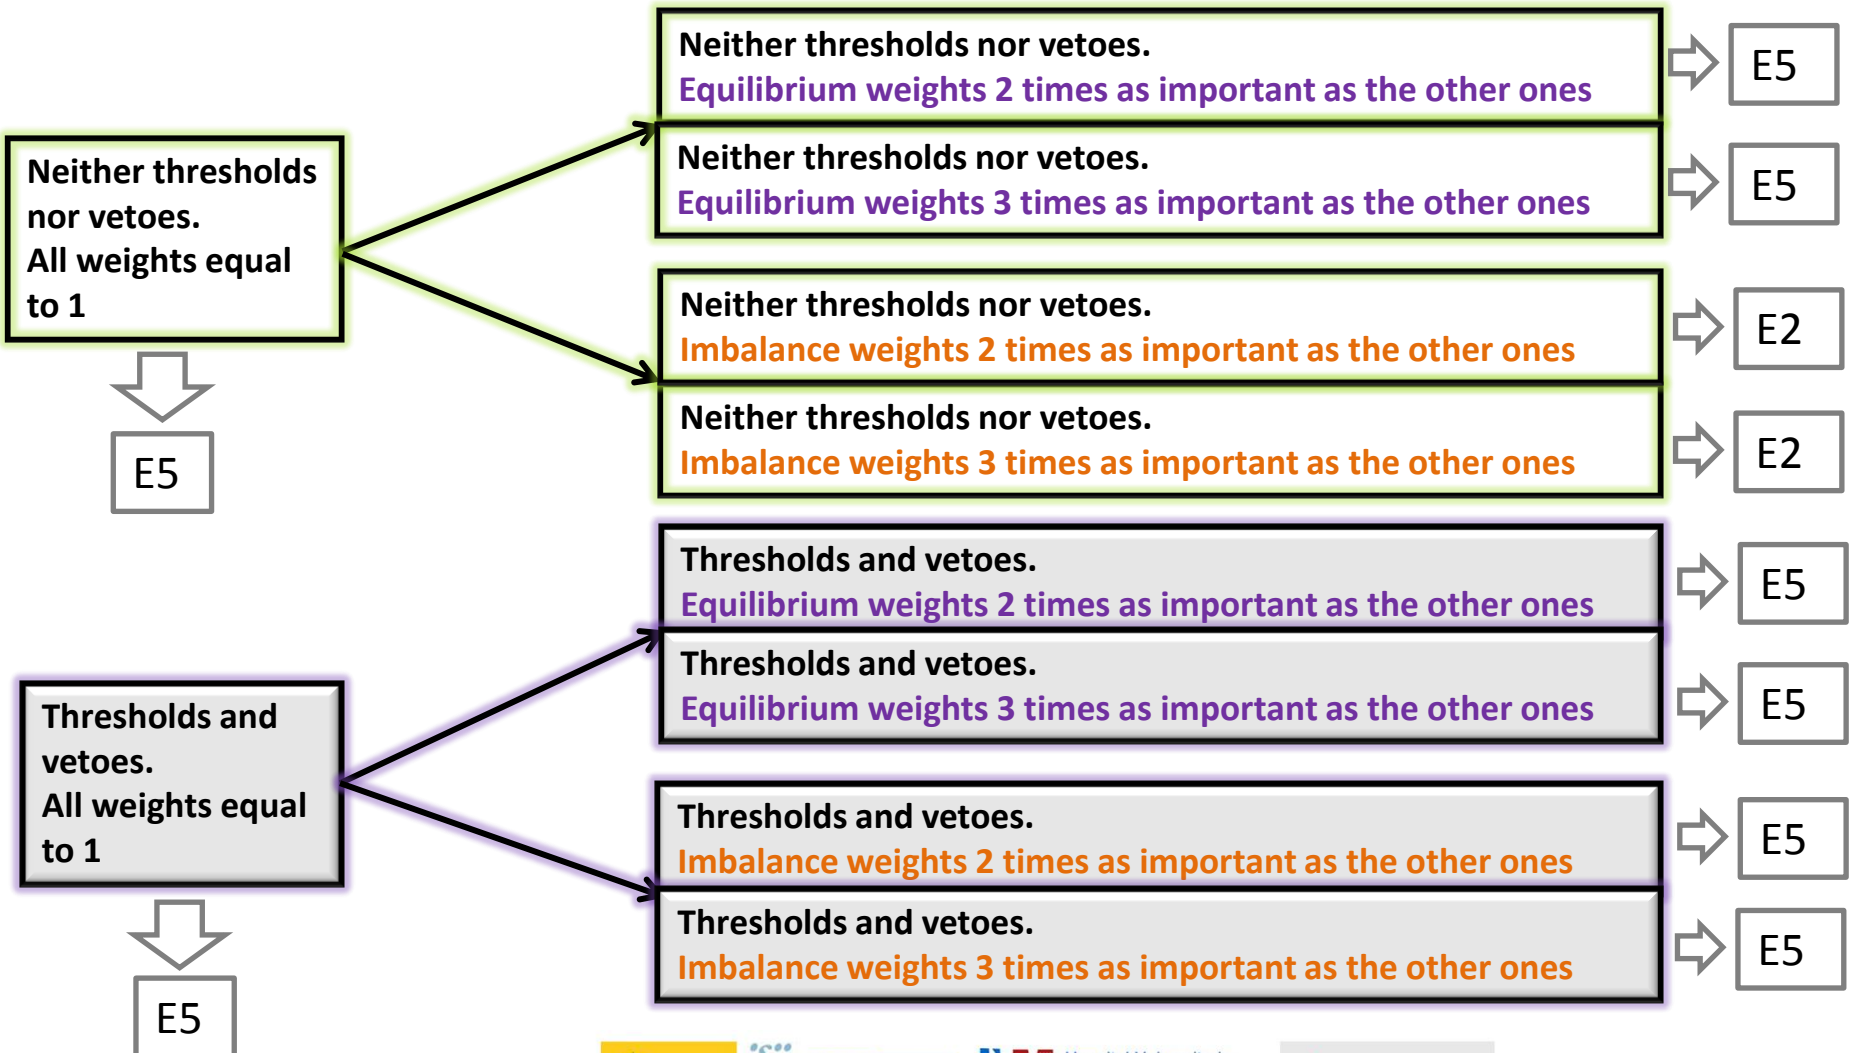 Neither thresholds nor vetoes.
Equilibrium weights 2 times as important as the other ones
E5
Neither thresholds nor vetoes.
Equilibrium weights 3 times as important as the other ones
E5
Neither thresholds
nor vetoes.
All weights equal
to 1
E5
Neither thresholds nor vetoes.
Imbalance weights 2 times as important as the other ones
E2
Neither thresholds nor vetoes.
Imbalance weights 3 times as important as the other ones
E2
Thresholds and vetoes.
Equilibrium weights 2 times as important as the other ones
E5
Thresholds and vetoes.
Equilibrium weights 3 times as important as the other ones
E5
Thresholds and
vetoes.
All weights equal
to 1
E5
Thresholds and vetoes.
Imbalance weights 2 times as important as the other ones
E5
Thresholds and vetoes.
Imbalance weights 3 times as important as the other ones
E5